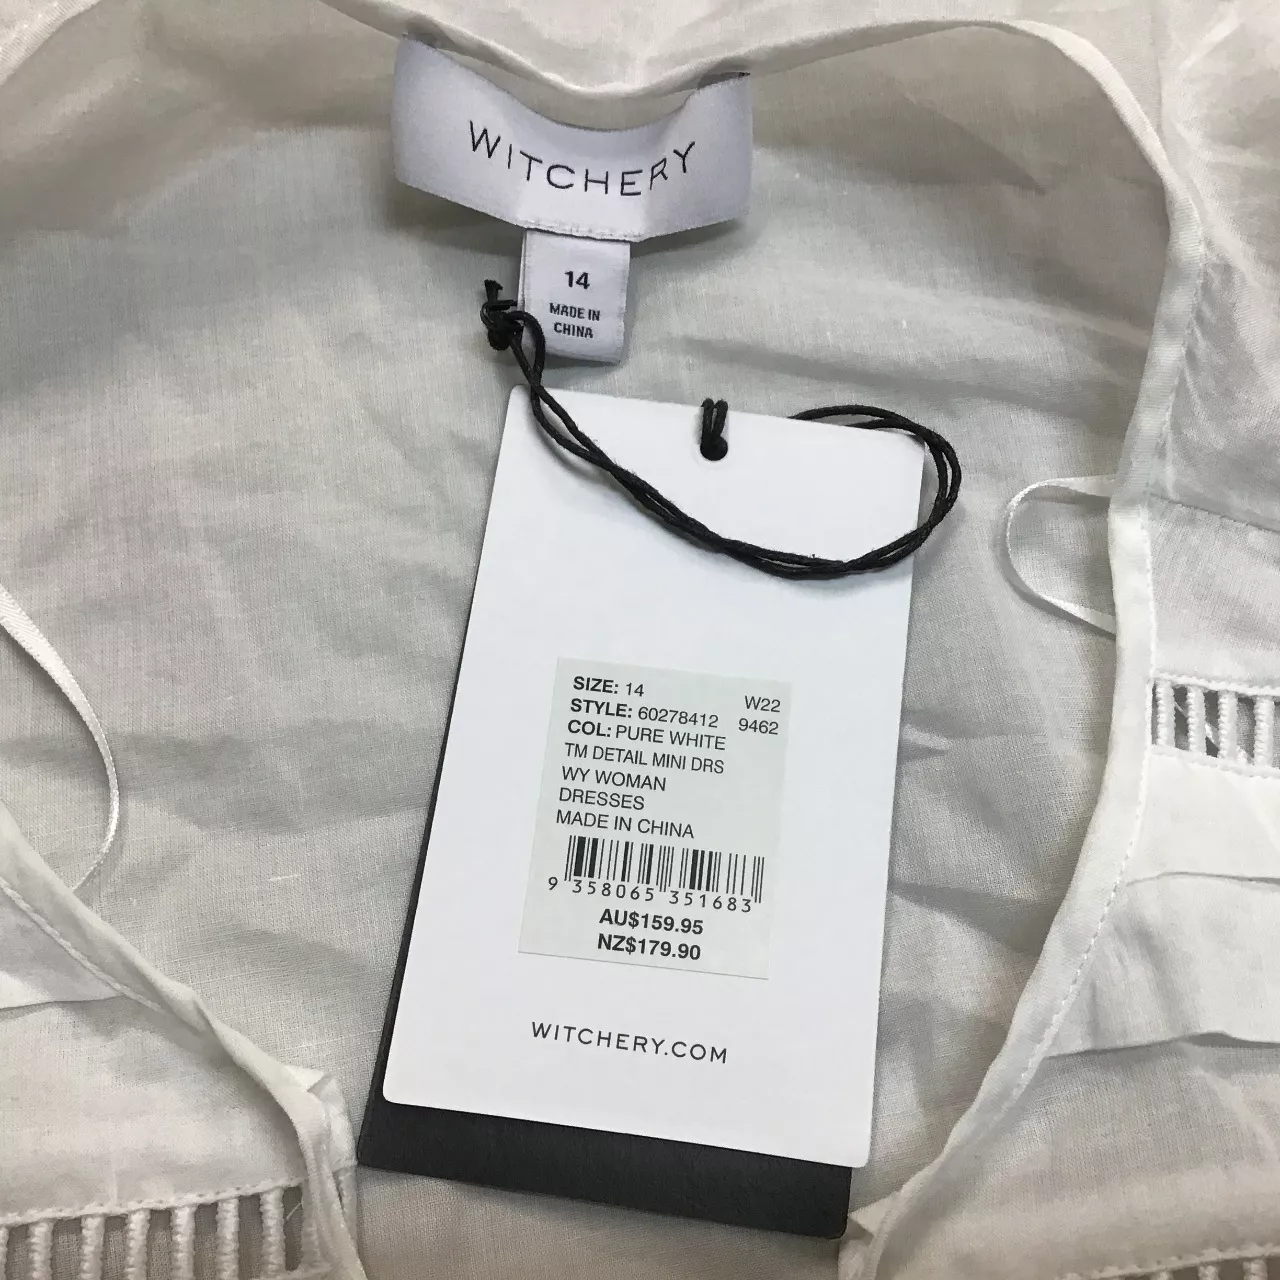 WITCHERY
14
MADE IN
CHINA
SIZE: 14 W22
STYLE: 60278412 9462
COL: PURE WHITE
TM DETAIL MINI DRS
WY WOMAN
DRESSES
MADE IN CHINA
9 358065 351683
AU$159.95
NZ$179.90
WITCHERY.COM